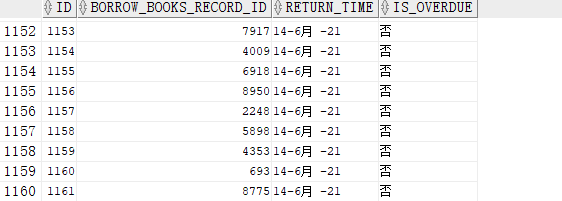 ID BORROW_BOOKS_RECORD_ID RETURN_TIME IS_OVERDUE
1152 1153 7917 14-6月 -21 否
1153 1154 4009 14-6月 -21 否
1154 1155 6918 14-6月 -21 否
1155 1156 8950 14-6月 -21 否
1156 1157 2248 14-6月 -21 否
1157 1158 5898 14-6月 -21 否
1158 1159 4353 14-6月 -21 否
1159 1160 693 14-6月 -21 否
1160 1161 8775 14-6月 -21 否